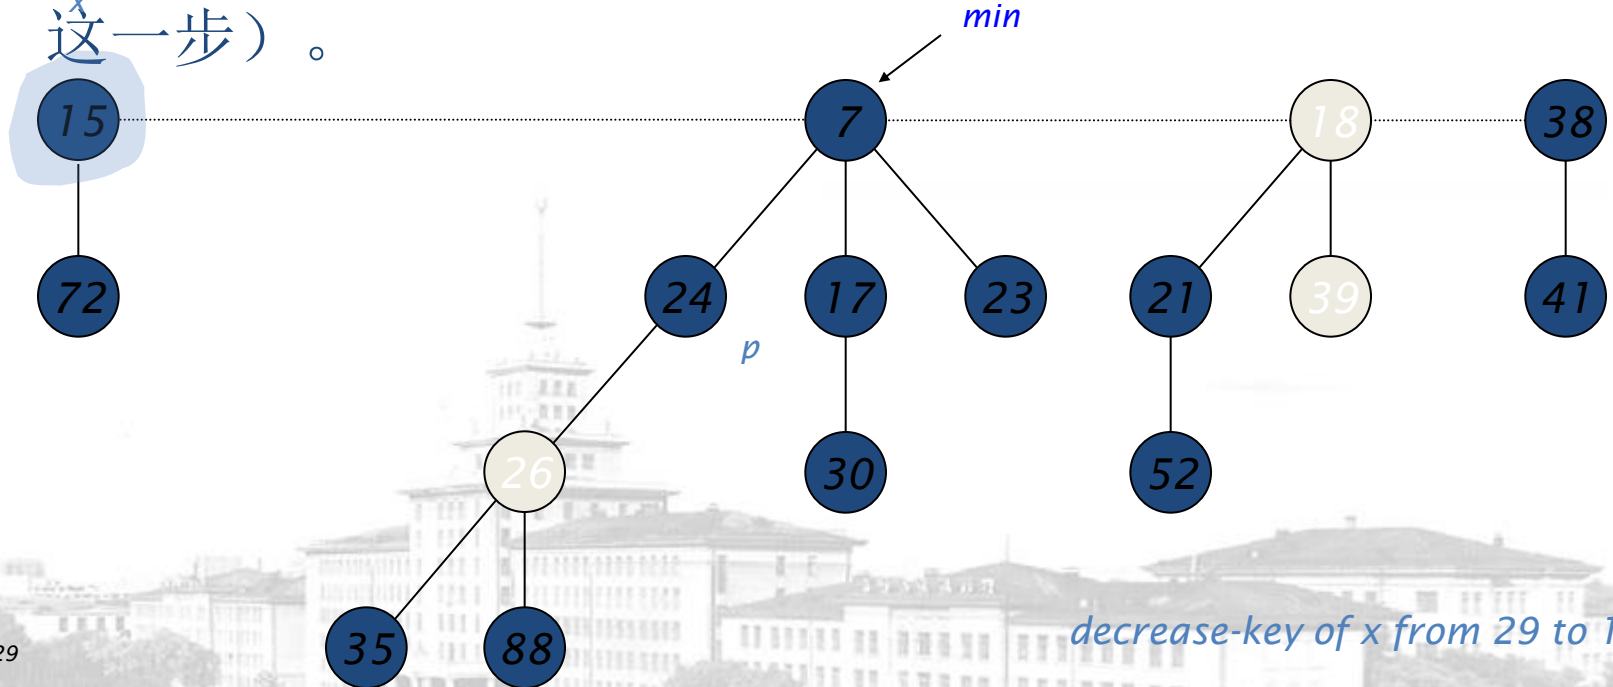 x
这一步）。
min
15 7 18 38
72 24 17 23 21 39 41
p
26 30 52
35 88
decrease-key of x from 29 to
29